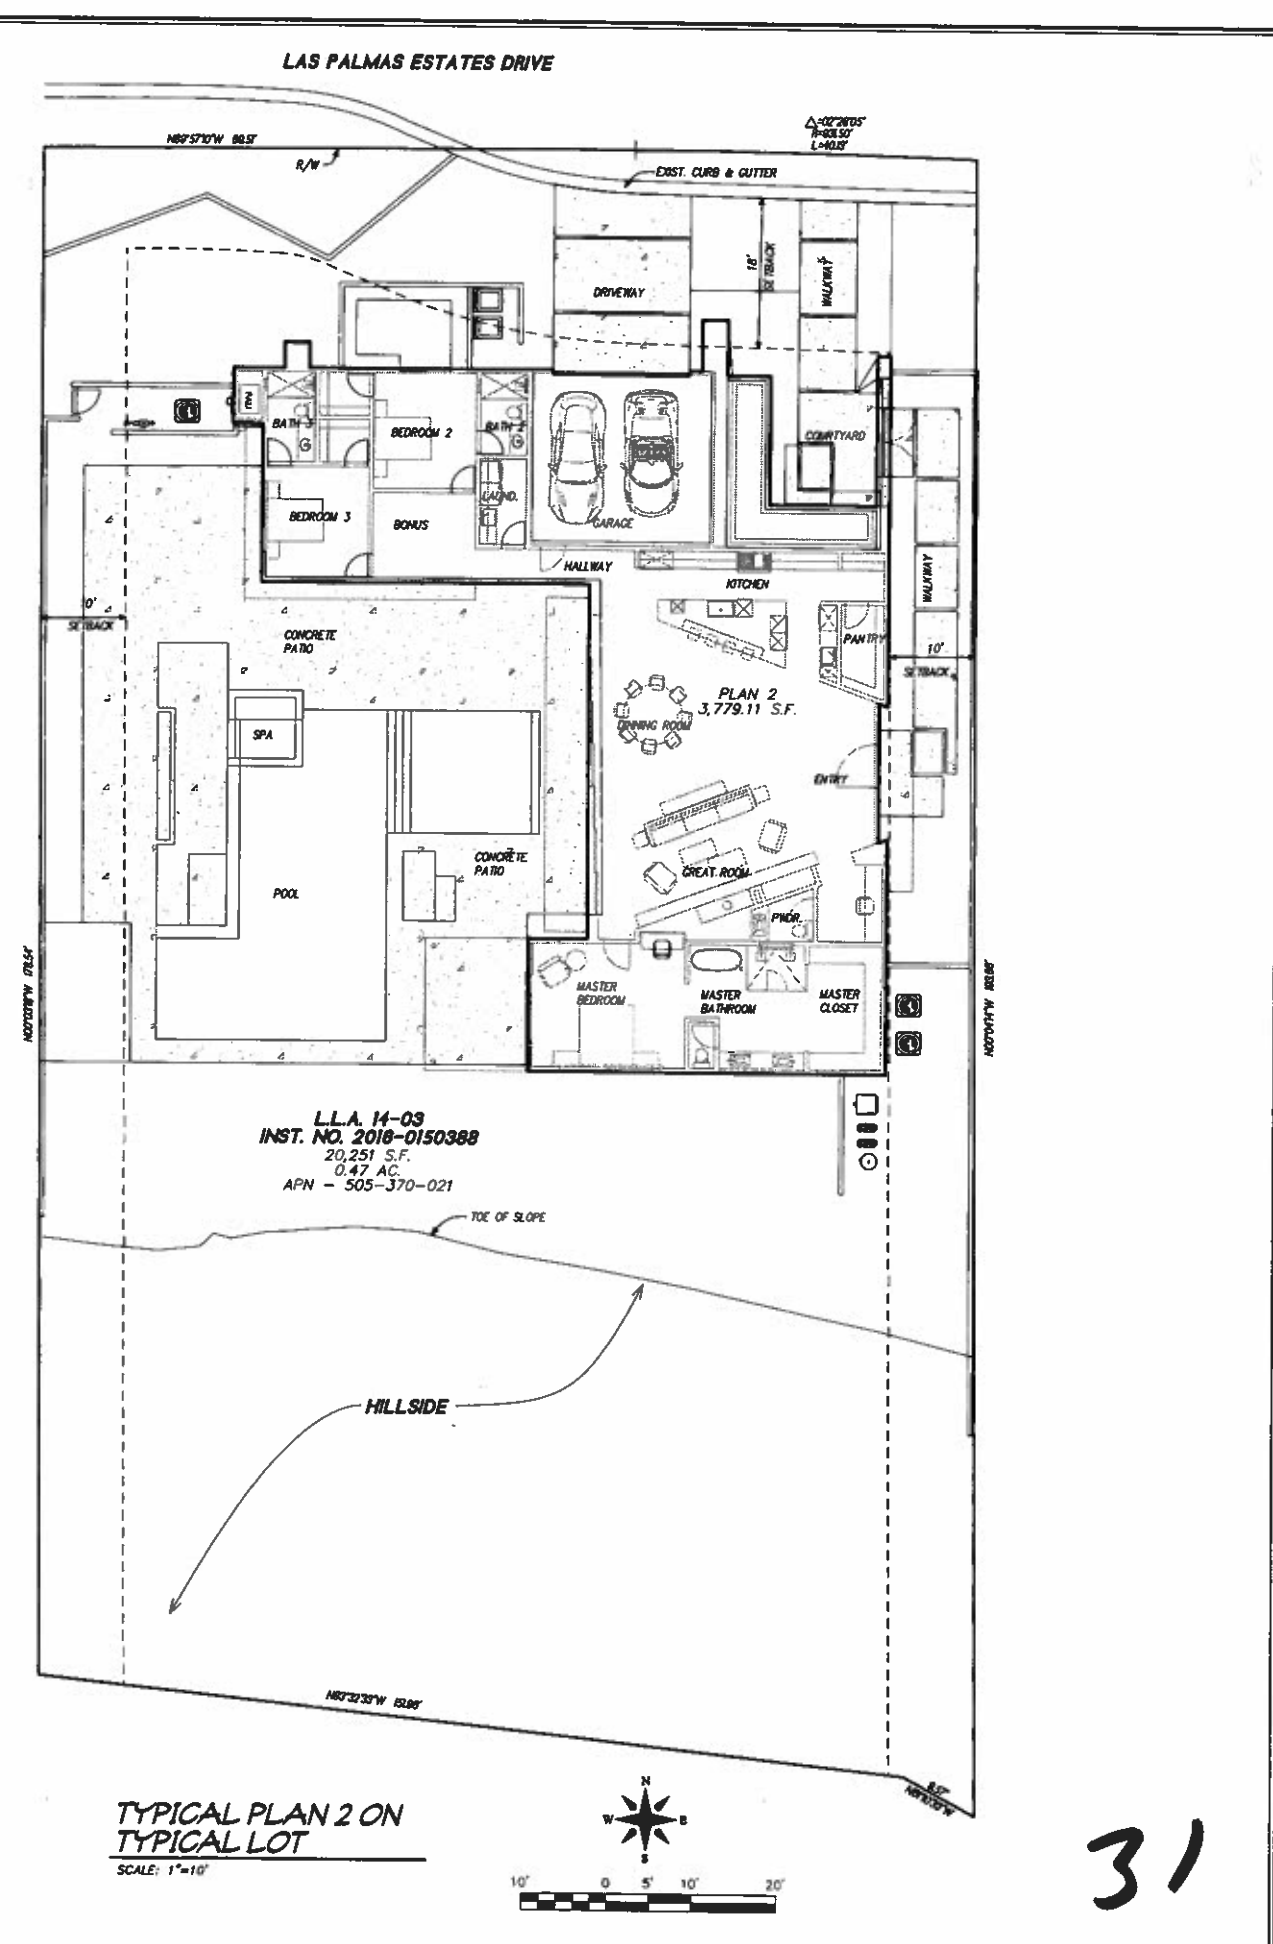 LAS PALMAS ESTATES DRIVE
R/W
EXIST. CURB & GUTTER
18'
SETBACK
WALKWAY
DRIVEWAY
BATH 3
BEDROOM 2
BATH 2
COURTYARD
LAUND.
GARAGE
BEDROOM 3
BONUS
HALLWAY
KITCHEN
WALKWAY
SETBACK
CONCRETE
PATIO
PANTRY
10'
SETBACK
PLAN 2
3,779.11 S.F.
DINNING ROOM
SPA
ENTRY
CONCRETE
PATIO
GREAT ROOM
POOL
PWDR.
MASTER
BEDROOM
MASTER
BATHROOM
MASTER
CLOSET
L.L.A. 14-03
INST. NO. 2016-0150388
20,251 S.F.
0.47 AC.
APN - 505-370-021
TOE OF SLOPE
HILLSIDE
TYPICAL PLAN 2 ON
TYPICAL LOT
SCALE: 1"=10'
N
W
E
S
10'
0
5'
10'
20'
31